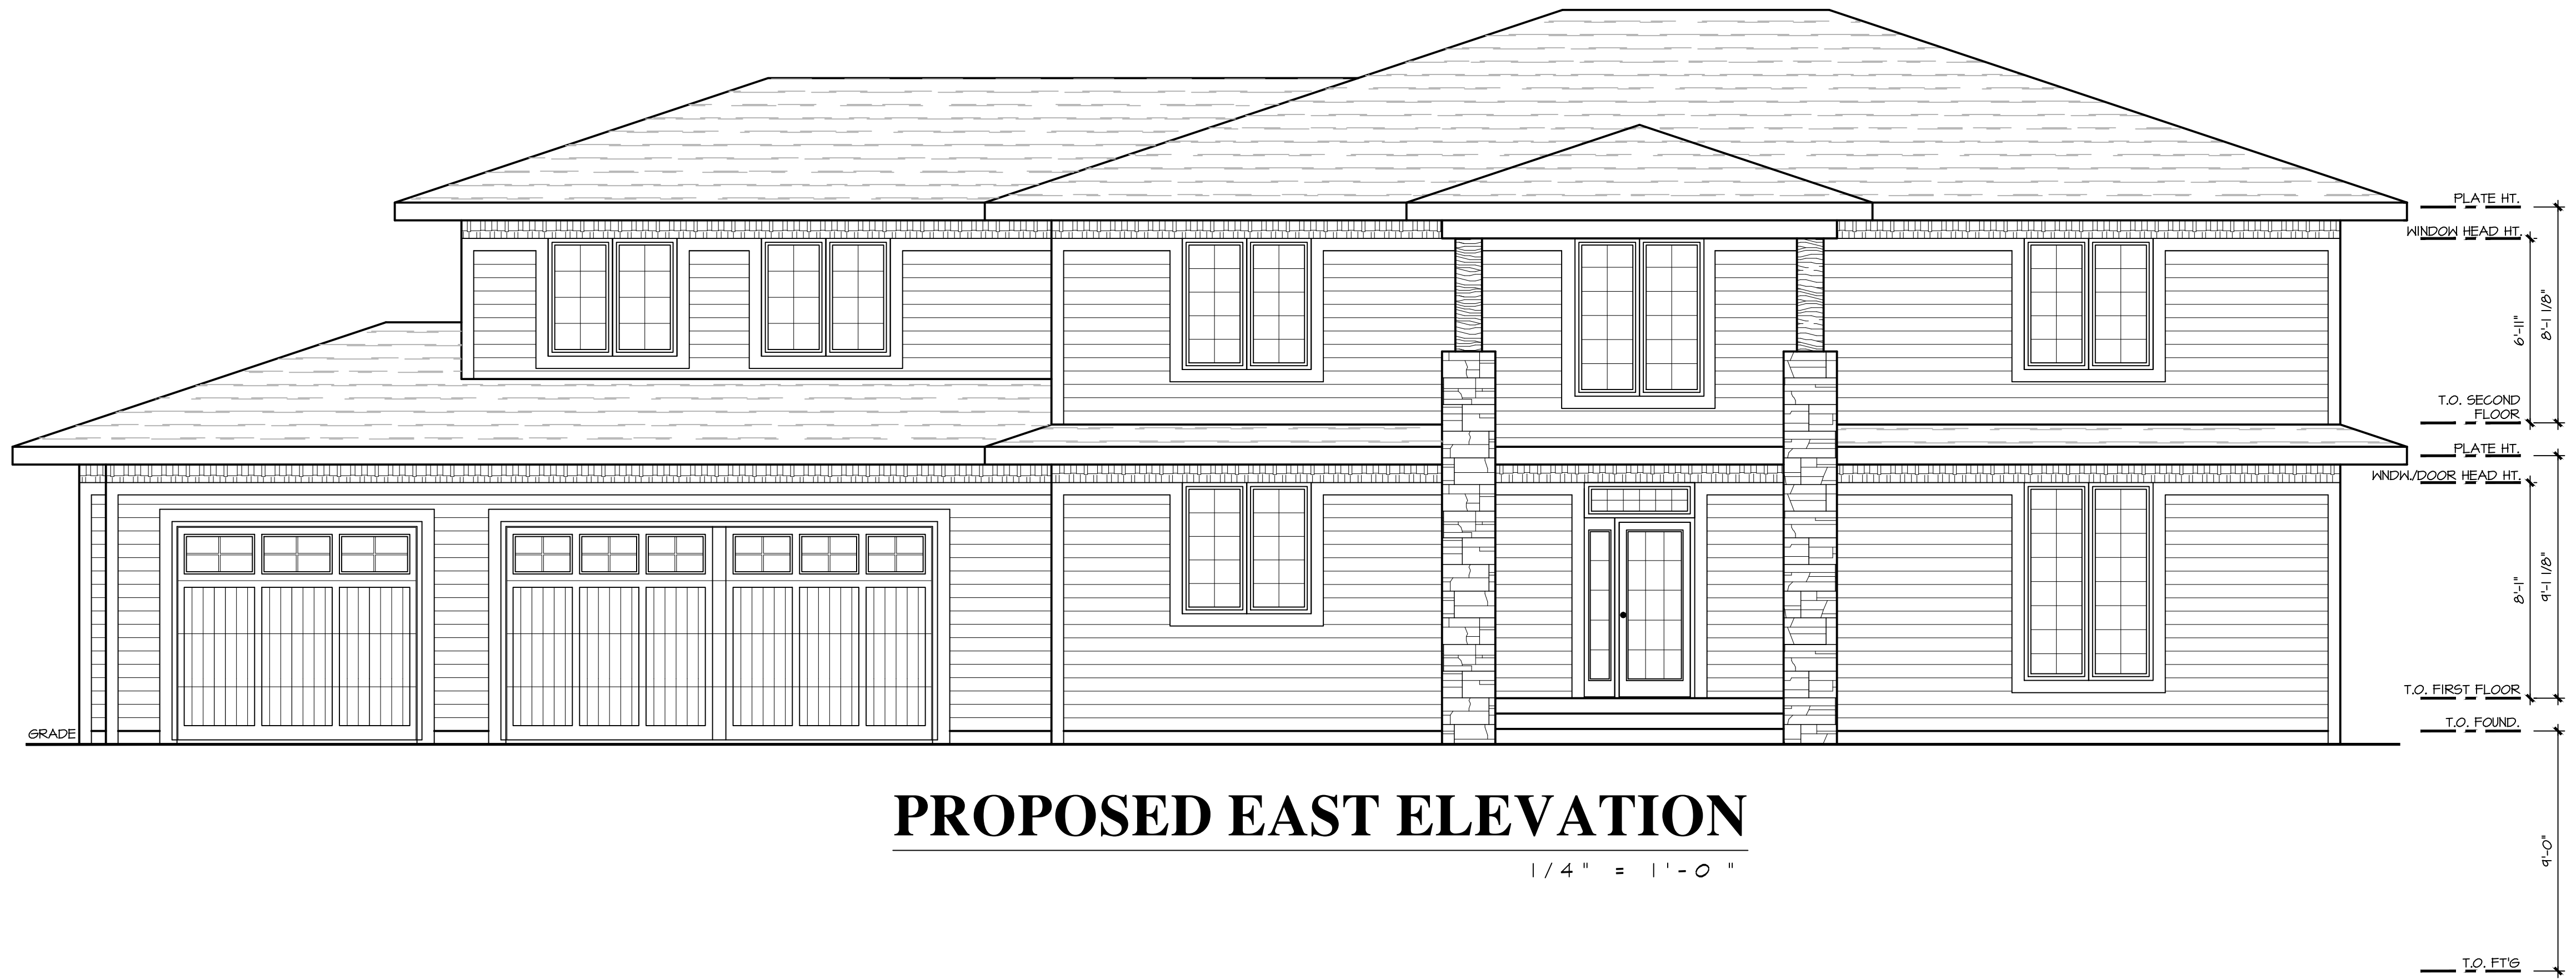 PLATE HT.
WINDOW HEAD HT.
6'-11"
8'-1 1/8"
T.O. SECOND
FLOOR
PLATE HT.
WNDW./DOOR HEAD HT.
8'-1"
9'-1 1/8"
T.O. FIRST FLOOR
T.O. FOUND.
GRADE
PROPOSED EAST ELEVATION
1/4" = 1'-0"
9'-0"
T.O. FT'G